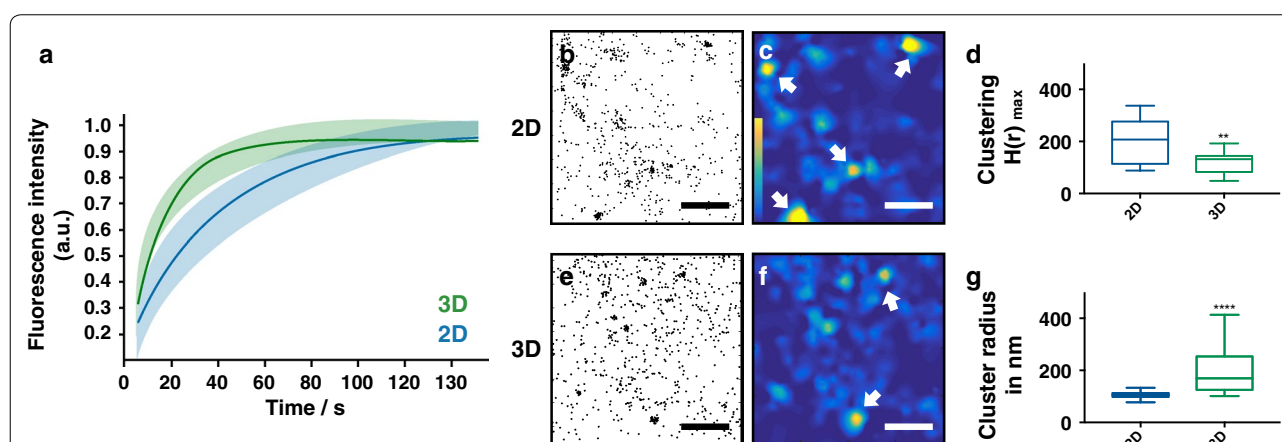 a
Fluorescence intensity
(a.u.)
1.0
0.9
0.8
0.7
0.6
0.5
0.4
0.3
0.2
3D
2D
0 20 40 60 80 100 120 130
Time / s
2D
b
c
d
Clustering
H(r) max
400
200
0
**
2D 3D
3D
e
f
g
Cluster radius
in nm
400
200
0
****